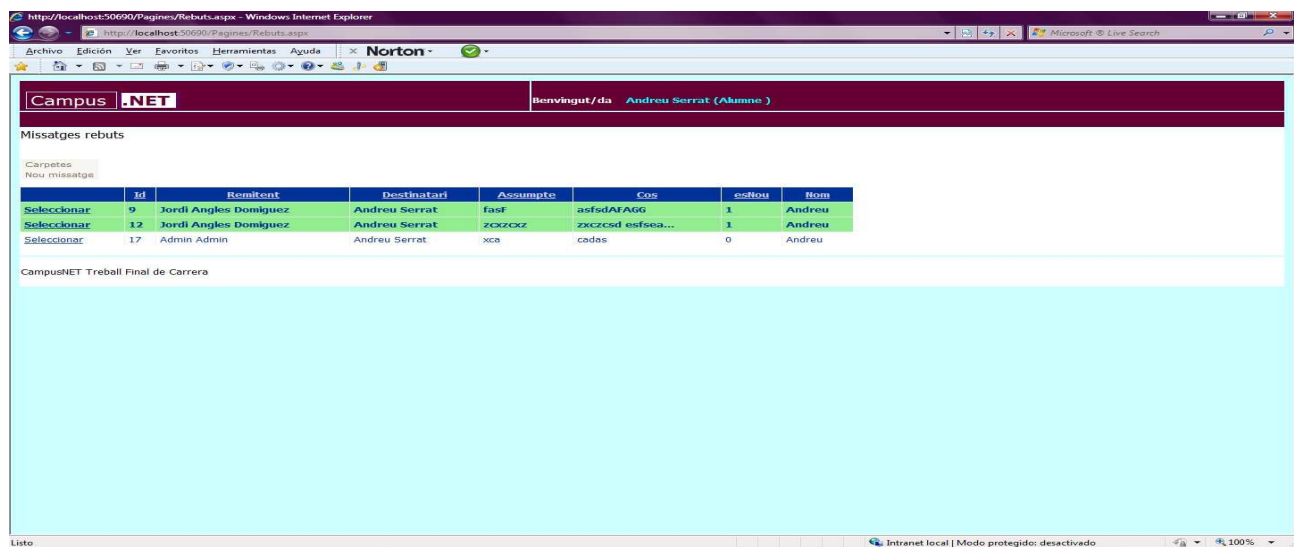 http://localhost:50690/Pagines/Rebuts.aspx - Windows Internet Explorer
http://localhost:50690/Pagines/Rebuts.aspx Microsoft ® Live Search
Archivo Edición Ver Favoritos Herramientas Ayuda × Norton
Campus .NET Benvingut/da Andreu Serrat (Alumne )
Missatges rebuts
Carpetes
Nou missatge
Id Remitent Destinatari Assumpte Cos esNou Nom
Seleccionar 9 Jordi Angles Domiguez Andreu Serrat fasF asfsdAFAGG 1 Andreu
Seleccionar 12 Jordi Angles Domiguez Andreu Serrat zcxzcxz zxczcsd esfsea... 1 Andreu
Seleccionar 17 Admin Admin Andreu Serrat xca cadas 0 Andreu
CampusNET Treball Final de Carrera
Listo Intranet local | Modo protegido: desactivado 100%